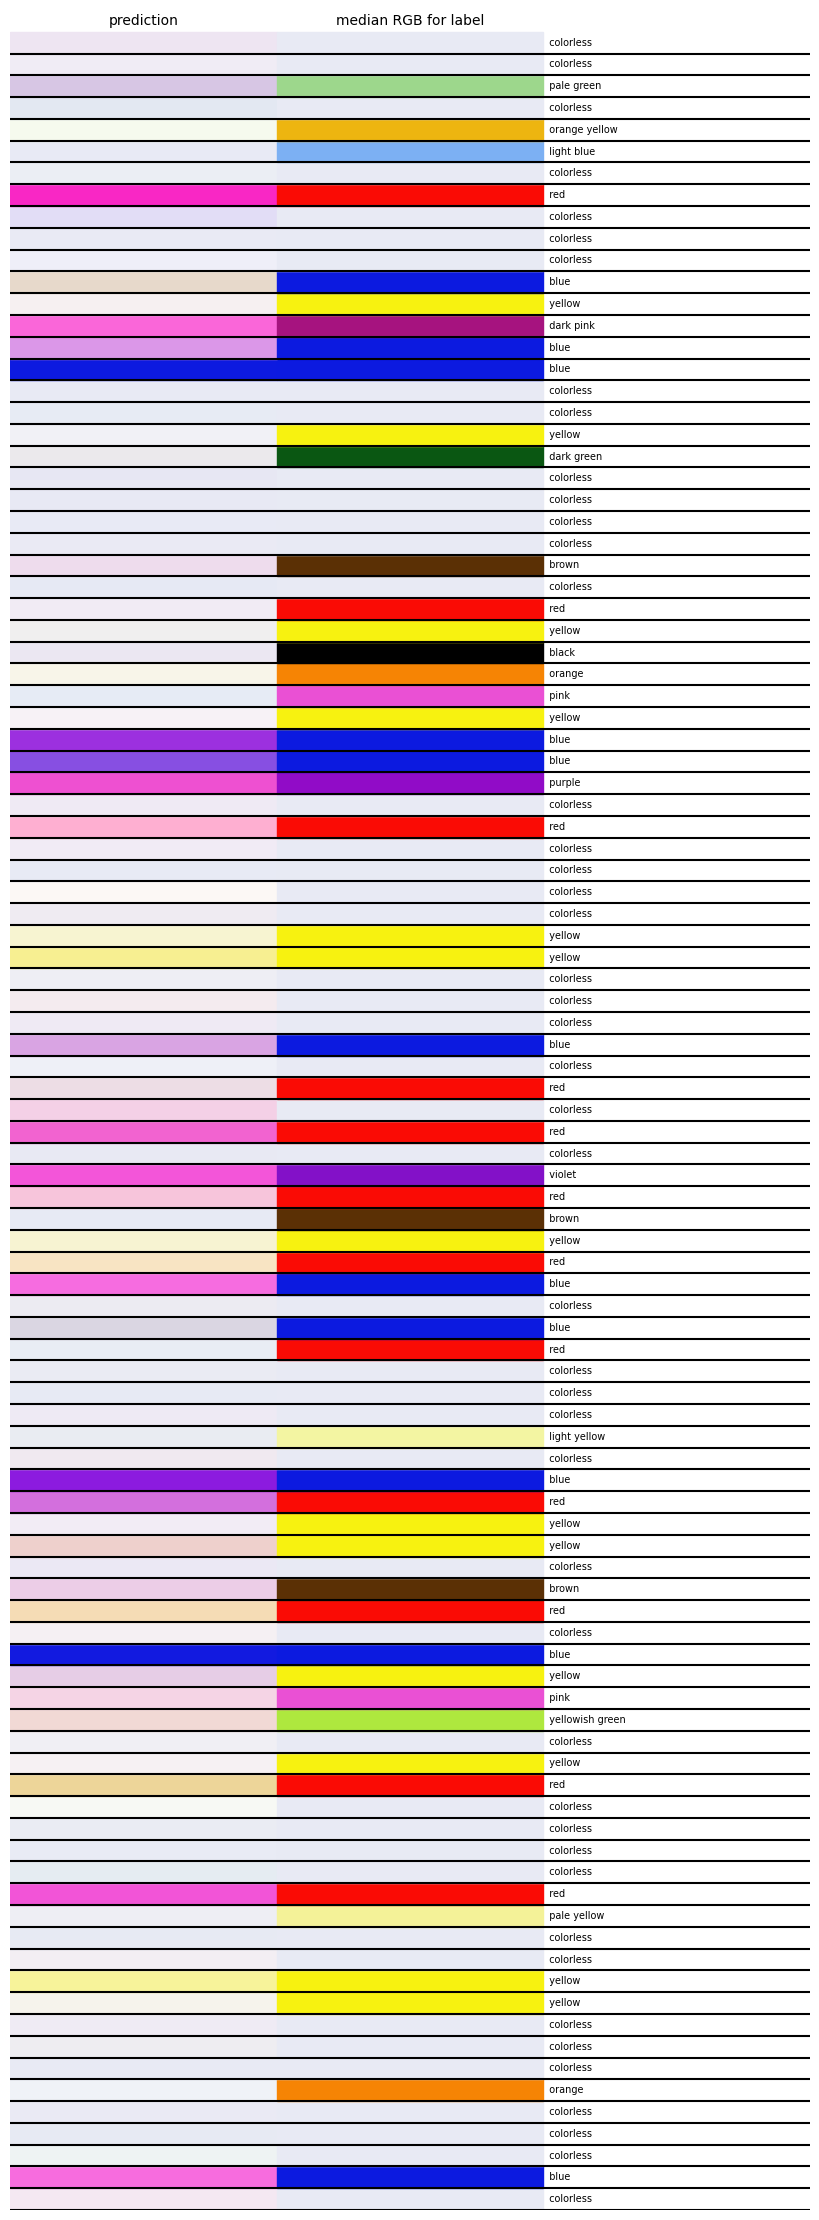 prediction median RGB for label
colorless
colorless
pale green
colorless
orange yellow
light blue
colorless
red
colorless
colorless
colorless
blue
yellow
dark pink
blue
blue
colorless
colorless
yellow
dark green
colorless
colorless
colorless
colorless
brown
colorless
red
yellow
black
orange
pink
yellow
blue
blue
purple
colorless
red
colorless
colorless
colorless
colorless
yellow
yellow
colorless
colorless
colorless
blue
colorless
red
colorless
red
colorless
violet
red
brown
yellow
red
blue
colorless
blue
red
colorless
colorless
colorless
light yellow
colorless
blue
red
yellow
yellow
colorless
brown
red
colorless
blue
yellow
pink
yellowish green
colorless
yellow
red
colorless
colorless
colorless
colorless
red
pale yellow
colorless
colorless
yellow
yellow
colorless
colorless
colorless
orange
colorless
colorless
colorless
blue
colorless